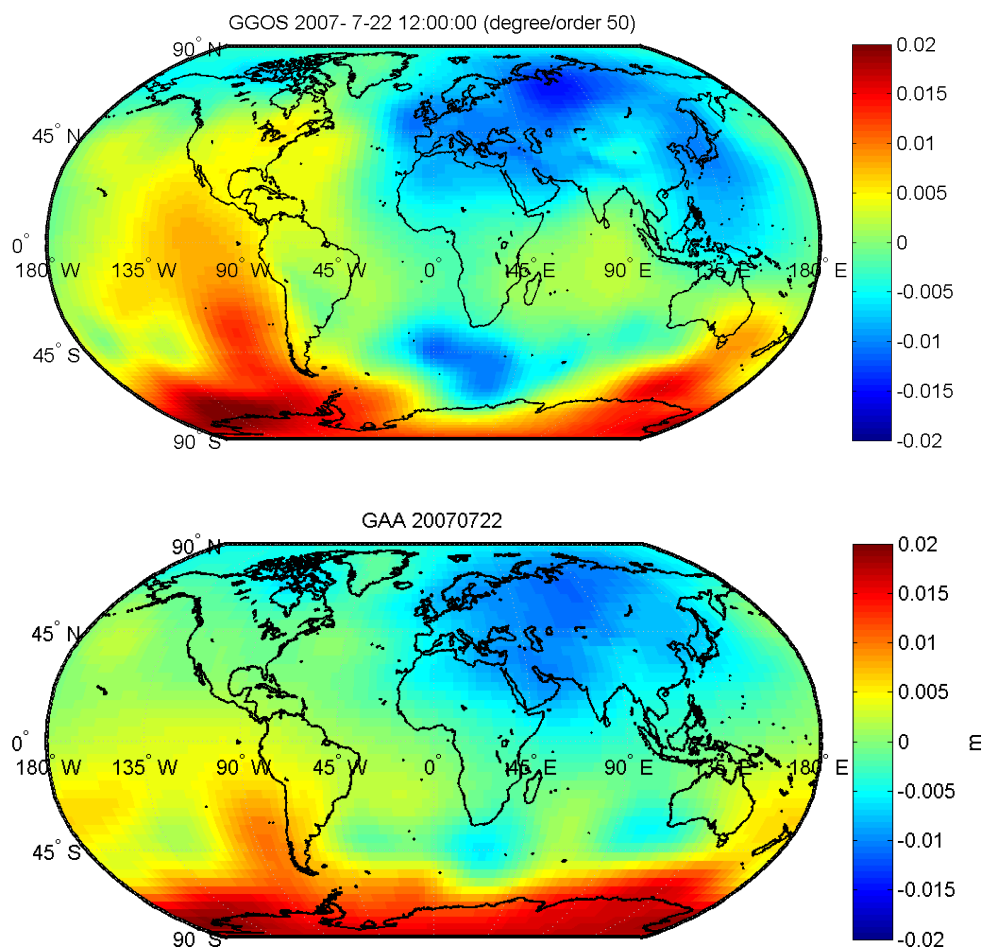 GGOS 2007- 7-22 12:00:00 (degree/order 50)
90° N
45° N
0°
180° W
135° W
90° W
45° W
0°
45° E
90° E
135° E
180° E
45° S
90° S
0.02
0.015
0.01
0.005
0
-0.005
-0.01
-0.015
-0.02
GAA 20070722
90° N
45° N
0°
180° W
135° W
90° W
45° W
0°
45° E
90° E
135° E
180° E
45° S
90° S
0.02
0.015
0.01
0.005
0
-0.005
-0.01
-0.015
-0.02
m